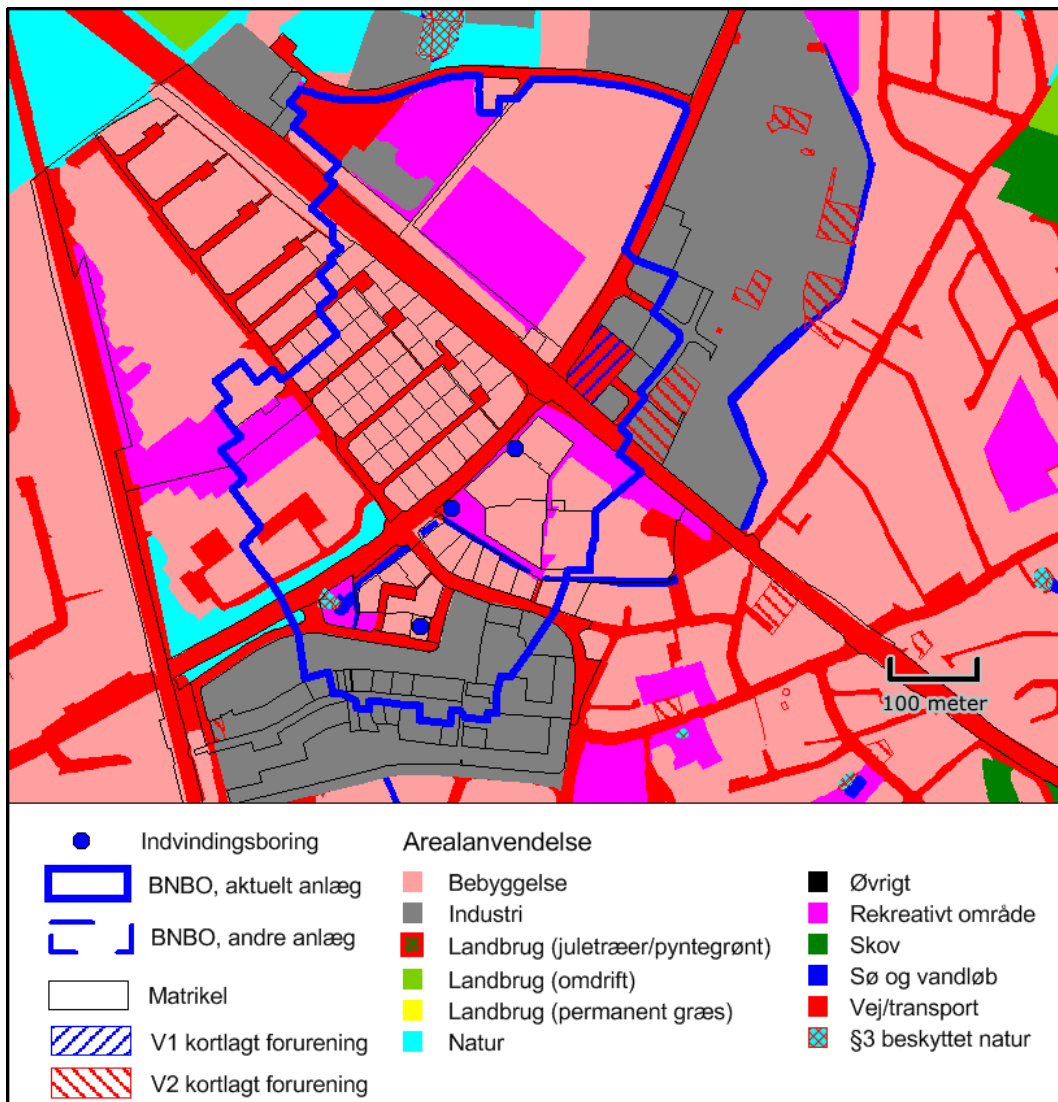 100 meter
Indvindingsboring
BNBO, aktuelt anlæg
BNBO, andre anlæg
Matrikel
V1 kortlagt forurening
V2 kortlagt forurening
Arealanvendelse
Bebyggelse
Industri
Landbrug (juletræer/pyntegrønt)
Landbrug (omdrift)
Landbrug (permanent græs)
Natur
Øvrigt
Rekreativt område
Skov
Sø og vandløb
Vej/transport
§3 beskyttet natur